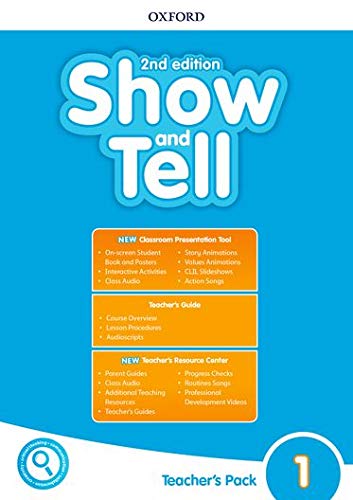 OXFORD
2nd edition
Show
and
Tell
NEW Classroom Presentation Tool
• On-screen Student
Book and Posters
• Interactive Activities
• Class Audio
• Story Animations
• Values Animations
• CLIL Slideshows
• Action Songs
Teacher's Guide
• Course Overview
• Lesson Procedures
• Audioscripts
NEW Teacher's Resource Center
• Parent Guides
• Class Audio
• Additional Teaching
Resources
• Teacher's Guides
• Progress Checks
• Routines Songs
• Professional
Development Videos
Teacher's Pack
1